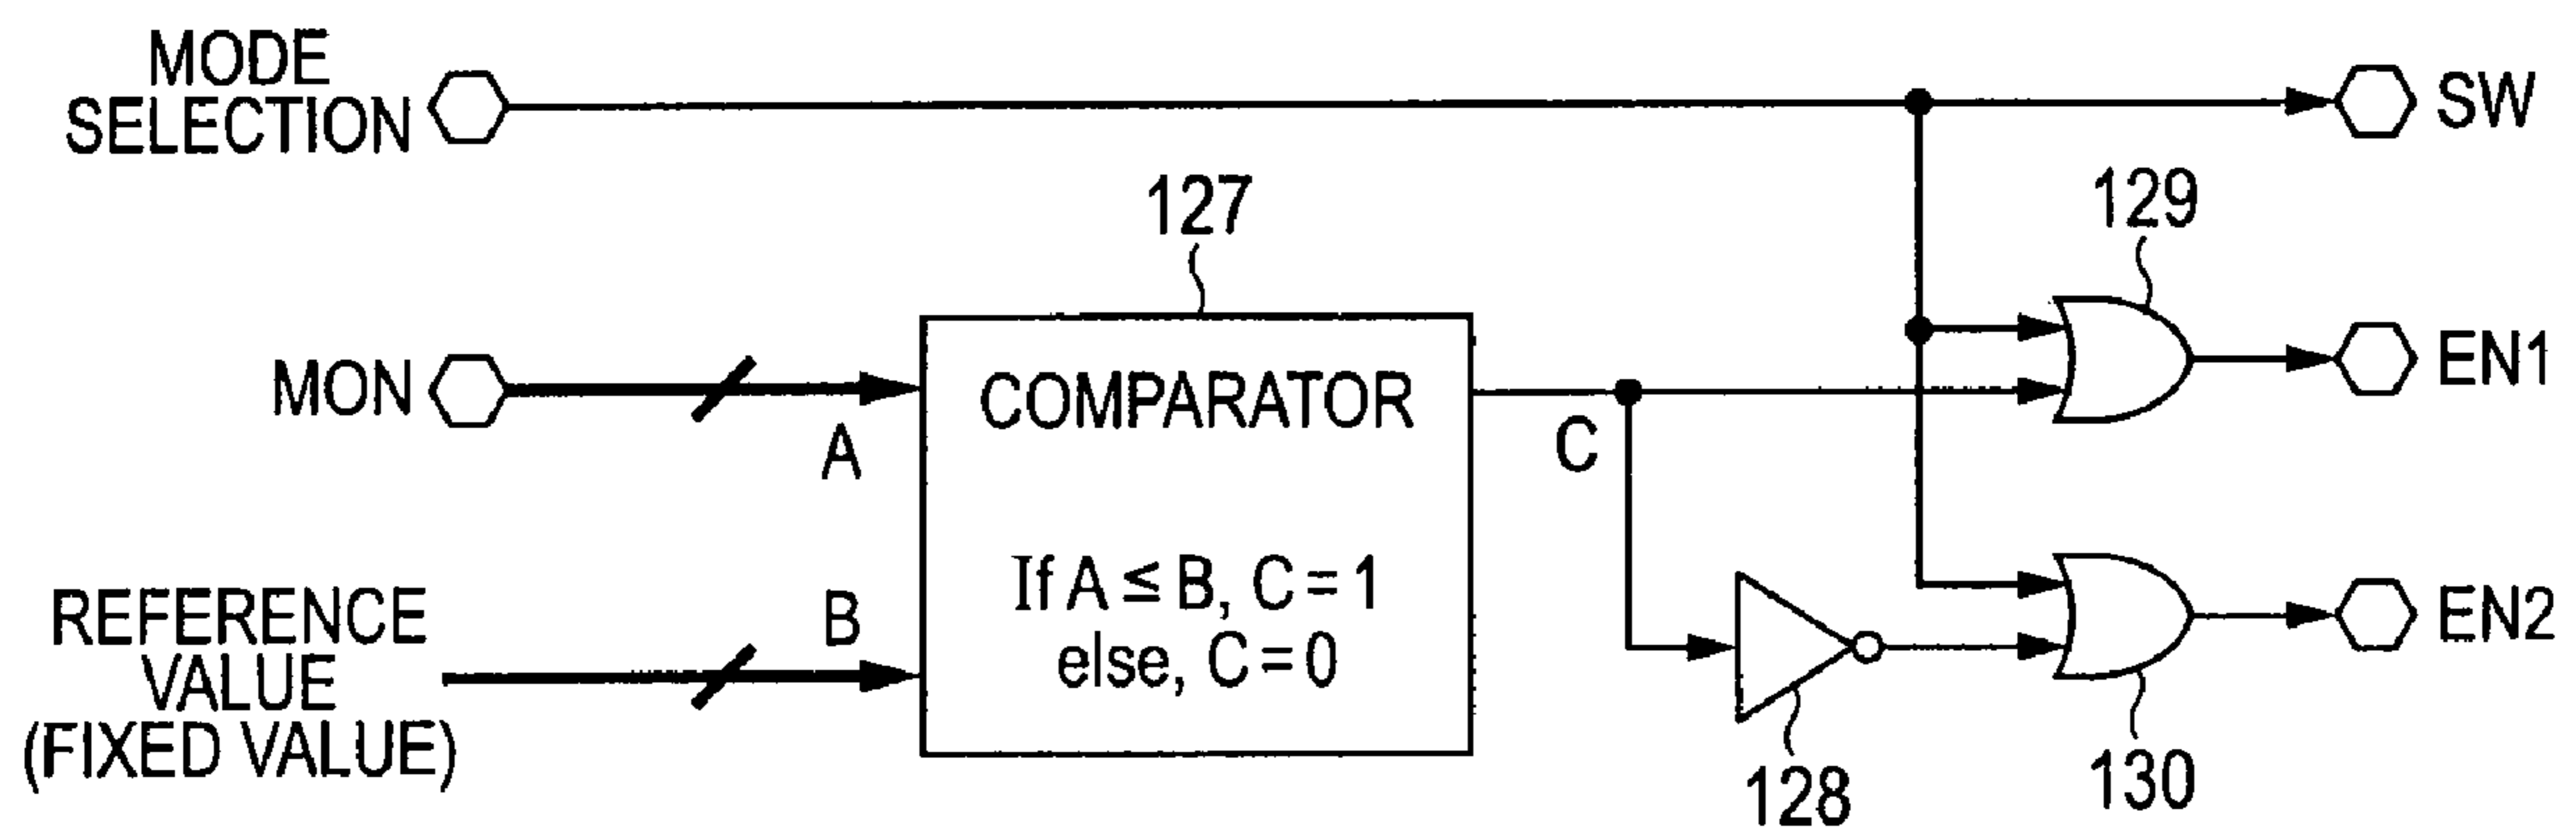 MODE
SELECTION
SW
127
129
MON
A
COMPARATOR
C
EN1
If A ≤ B, C = 1
else, C = 0
REFERENCE
VALUE
(FIXED VALUE)
B
EN2
128
130